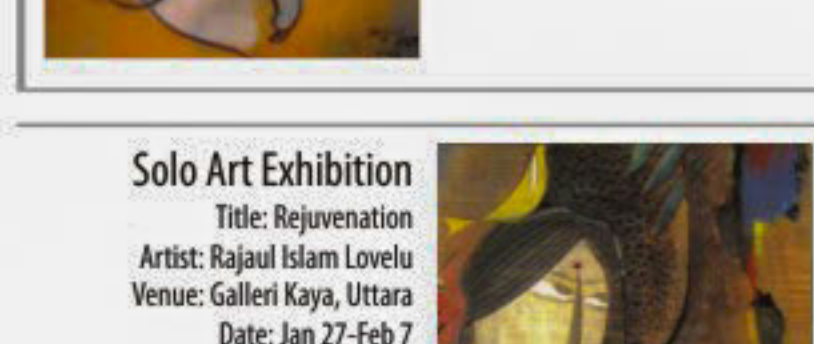 Solo Art Exhibition
Title: Rejuvenation
Artist: Rajaul Islam Lovelu
Venue: Galleri Kaya, Uttara
Date: Jan 27-Feb 7